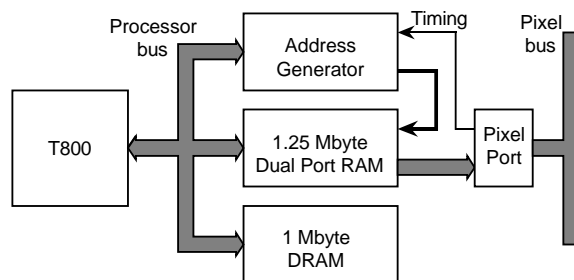 Processor
bus
Address
Generator
Timing
Pixel
bus
T800
1.25 Mbyte
Dual Port RAM
Pixel
Port
1 Mbyte
DRAM